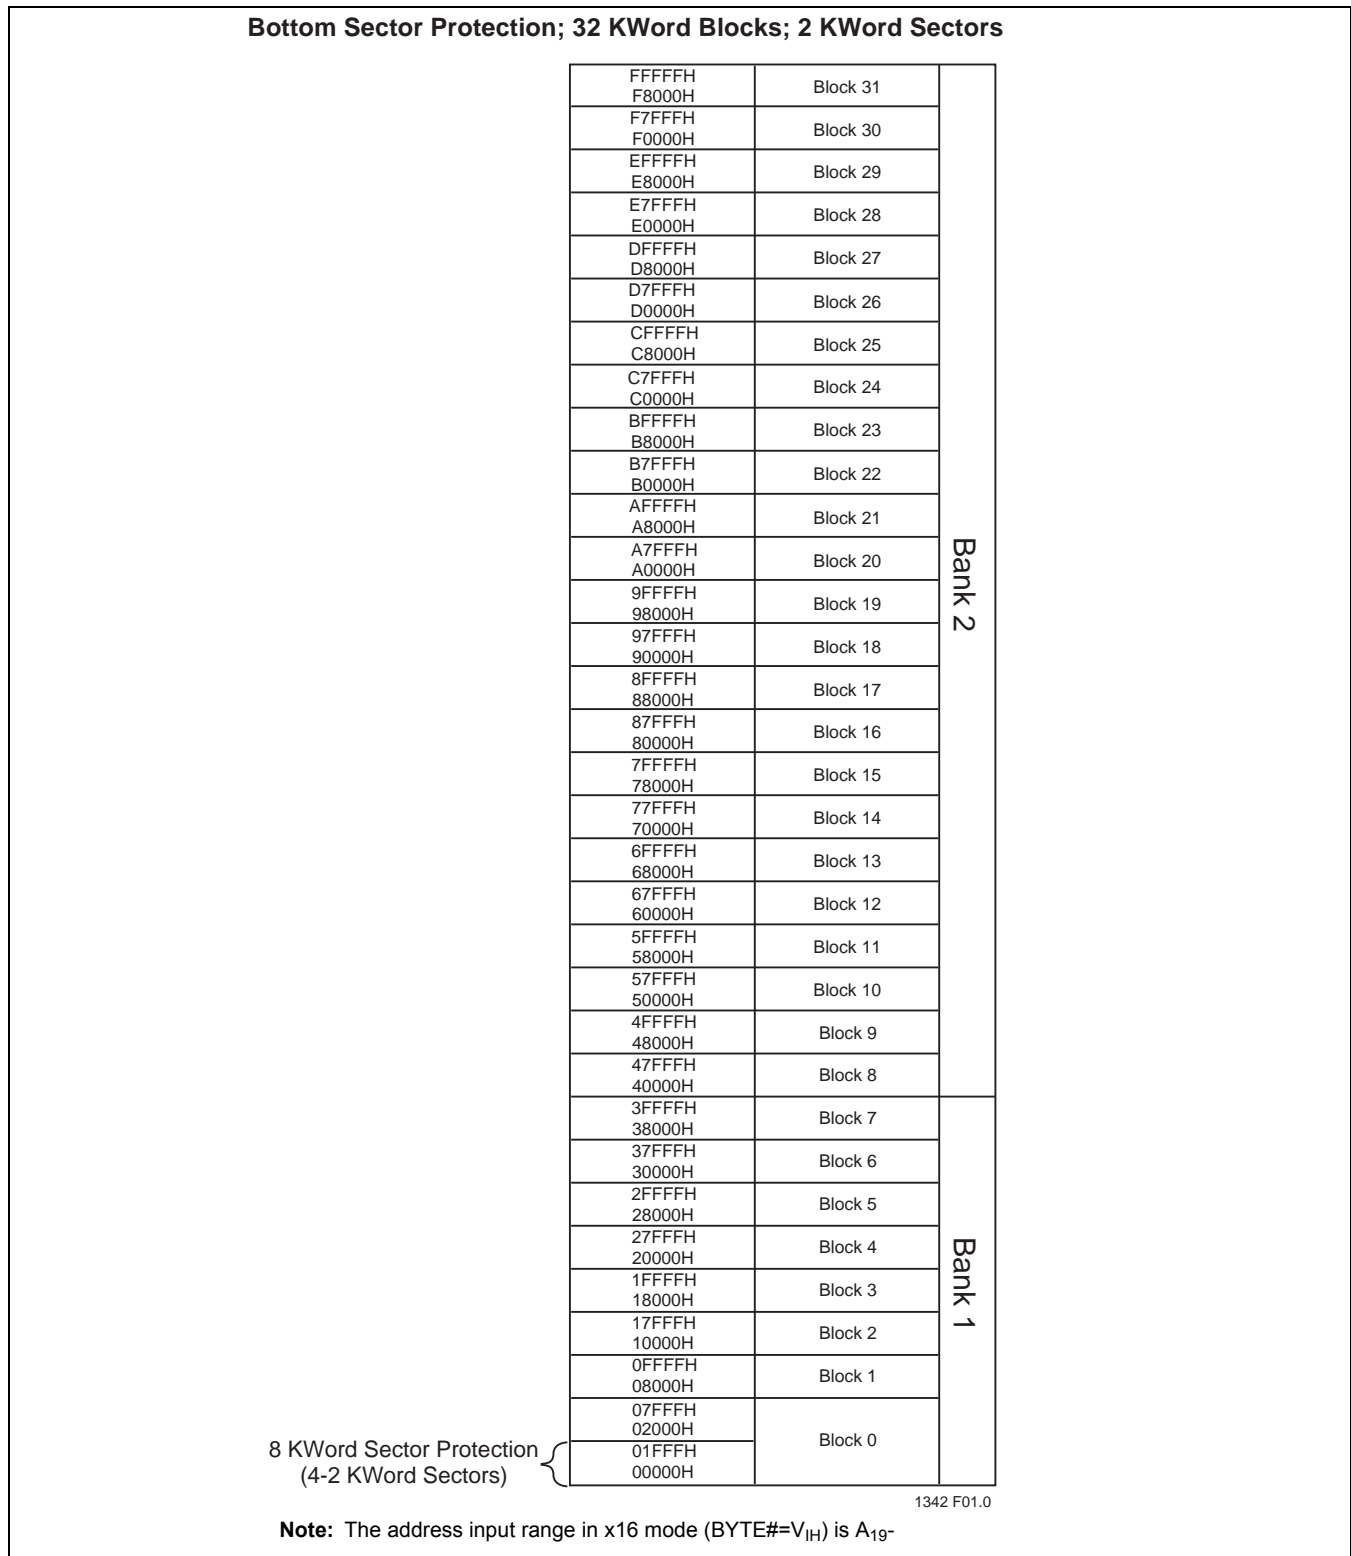 Bottom Sector Protection; 32 KWord Blocks; 2 KWord Sectors
FFFFFH
F8000H
Block 31
F7FFFH
F0000H
Block 30
EFFFFH
E8000H
Block 29
E7FFFH
E0000H
Block 28
DFFFFH
D8000H
Block 27
D7FFFH
D0000H
Block 26
CFFFFH
C8000H
Block 25
C7FFFH
C0000H
Block 24
BFFFFH
B8000H
Block 23
B7FFFH
B0000H
Block 22
AFFFFH
A8000H
Block 21
A7FFFH
A0000H
Block 20
9FFFFH
98000H
Block 19
97FFFH
90000H
Block 18
8FFFFH
88000H
Block 17
87FFFH
80000H
Block 16
7FFFFH
78000H
Block 15
77FFFH
70000H
Block 14
6FFFFH
68000H
Block 13
67FFFH
60000H
Block 12
5FFFFH
58000H
Block 11
57FFFH
50000H
Block 10
4FFFFH
48000H
Block 9
47FFFH
40000H
Block 8
Bank 2
3FFFFH
38000H
Block 7
37FFFH
30000H
Block 6
2FFFFH
28000H
Block 5
27FFFH
20000H
Block 4
1FFFFH
18000H
Block 3
17FFFH
10000H
Block 2
0FFFFH
08000H
Block 1
07FFFH
02000H
01FFFH
00000H
Block 0
Bank 1
8 KWord Sector Protection
(4-2 KWord Sectors)
1342 F01.0
Note: The address input range in x16 mode (BYTE#=VIH) is A19-